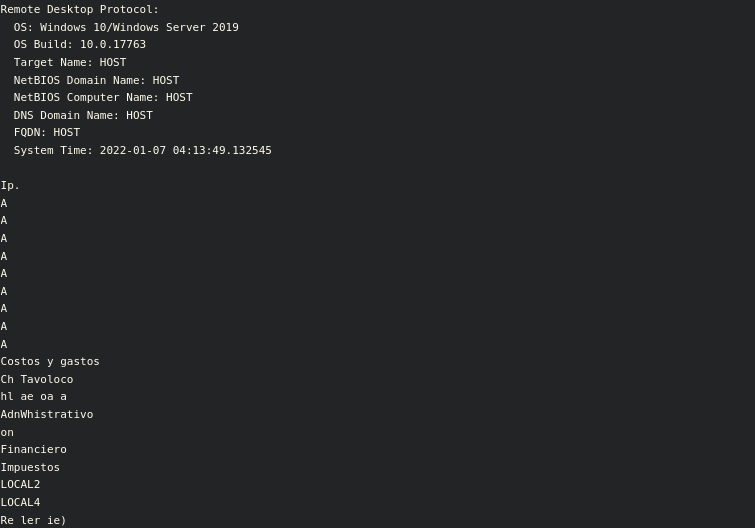 Remote Desktop Protocol:
OS: Windows 10/Windows Server 2019
OS Build: 10.0.17763
Target Name: HOST
NetBIOS Domain Name: HOST
NetBIOS Computer Name: HOST
DNS Domain Name: HOST
FQDN: HOST
System Time: 2022-01-07 04:13:49.132545
Ip.
A
A
A
A
A
A
A
A
A
Costos y gastos
Ch Tavoloco
hl ae oa a
AdnWhistrativo
on
Financiero
Impuestos
LOCAL2
LOCAL4
Re ler ie)